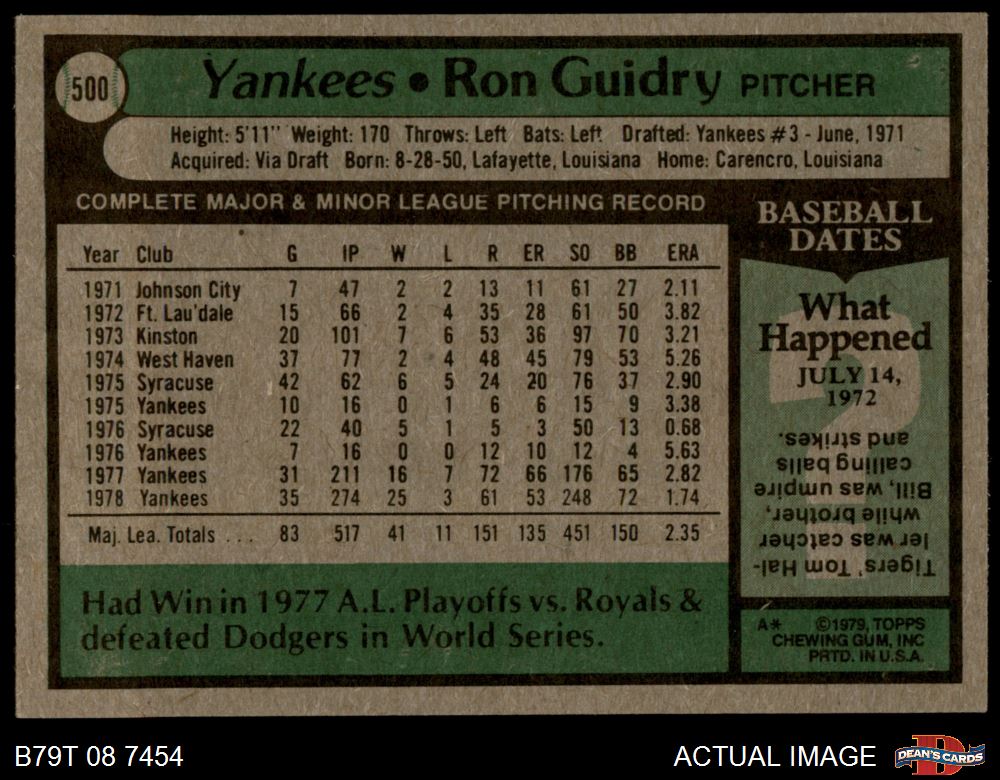 500
Yankees • Ron Guidry PITCHER
Height: 5'11" Weight: 170 Throws: Left Bats: Left Drafted: Yankees #3 - June, 1971
Acquired: Via Draft Born: 8-28-50, Lafayette, Louisiana Home: Carencro, Louisiana
COMPLETE MAJOR & MINOR LEAGUE PITCHING RECORD
Year Club G IP W L R ER SO BB ERA
1971 Johnson City 7 47 2 2 13 11 61 27 2.11
1972 Ft. Lau'dale 15 66 2 4 35 28 61 50 3.82
1973 Kinston 20 101 7 6 53 36 97 70 3.21
1974 West Haven 37 77 2 4 48 45 79 53 5.26
1975 Syracuse 42 62 6 5 24 20 76 37 2.90
1975 Yankees 10 16 0 1 6 6 15 9 3.38
1976 Syracuse 22 40 5 1 5 3 50 13 0.68
1976 Yankees 7 16 0 0 12 10 12 4 5.63
1977 Yankees 31 211 16 7 72 66 176 65 2.82
1978 Yankees 35 274 25 3 61 53 248 72 1.74
Maj. Lea. Totals . . . 83 517 41 11 151 135 451 150 2.35
Had Win in 1977 A.L. Playoffs vs. Royals &
defeated Dodgers in World Series.
BASEBALL
DATES
What
Happened
JULY 14,
1972
Tigers' Tom Hal-
ler was catcher
while brother,
Bill, was umpire
calling balls
and strikes.
A* ©1979, TOPPS
CHEWING GUM, INC
PRTD. IN U.S.A.
B79T 08 7454
ACTUAL IMAGE
D
DEAN'S CARDS